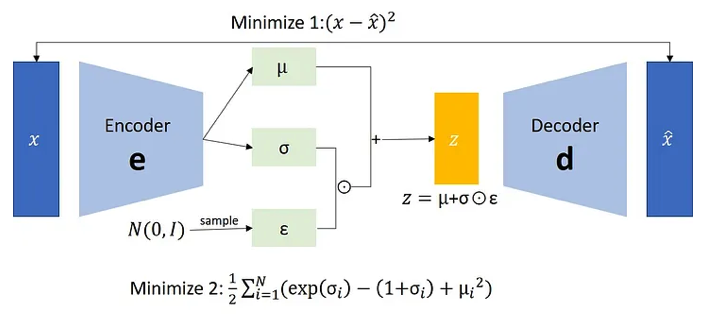 Minimize 1:(x − x̂)²
x
Encoder
e
μ
σ
N(0, I)
sample
ε
⊙
+
z
z = μ+σ⊙ε
Decoder
d
x̂
Minimize 2: ½ ∑ᵢ₌₁ᴺ(exp(σᵢ) − (1+σᵢ) + μᵢ²)